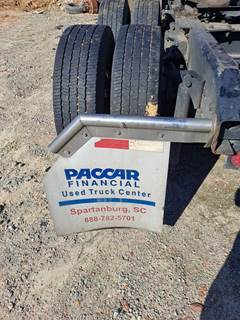 PACCAR
FINANCIAL
Used Truck Center
Spartanburg, SC
888-782-5701